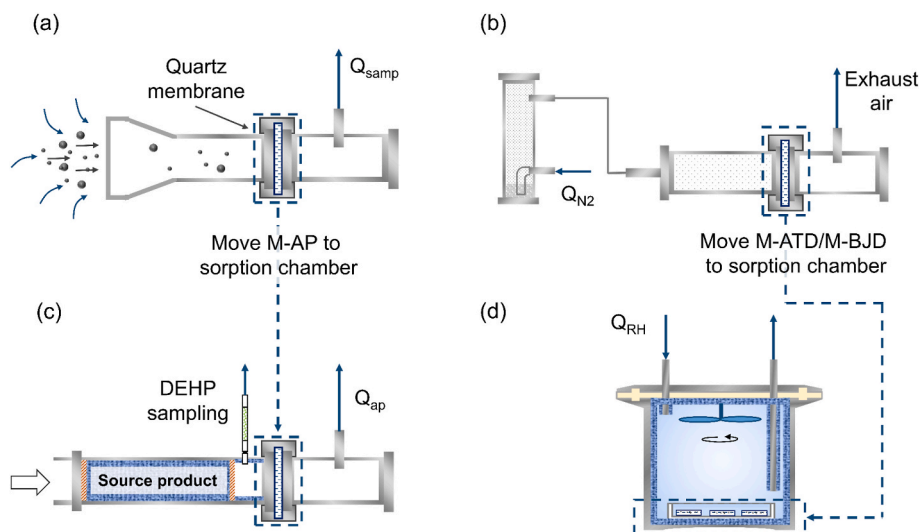 (a)
Quartz
membrane
Q_samp
Move M-AP to
sorption chamber
(b)
Exhaust
air
Q_N2
Move M-ATD/M-BJD
to sorption chamber
(c)
DEHP
sampling
Q_ap
Source product
(d)
Q_RH